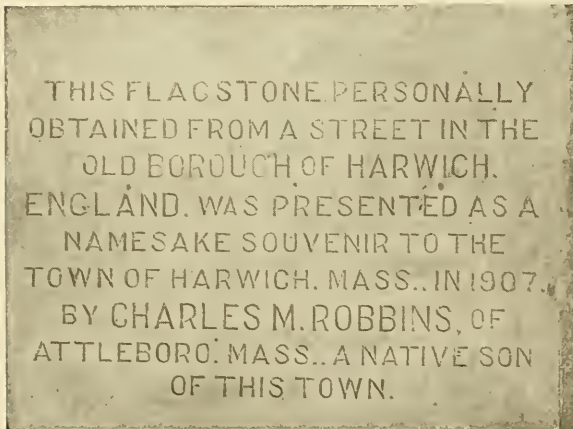 THIS FLAGSTONE PERSONALLY
OBTAINED FROM A STREET IN THE
OLD BOROUGH OF HARWICH.
ENGLAND. WAS PRESENTED AS A
NAMESAKE SOUVENIR TO THE
TOWN OF HARWICH. MASS.. IN 1907.
BY CHARLES M. ROBBINS, OF
ATTLEBORO. MASS.. A NATIVE SON
OF THIS TOWN.